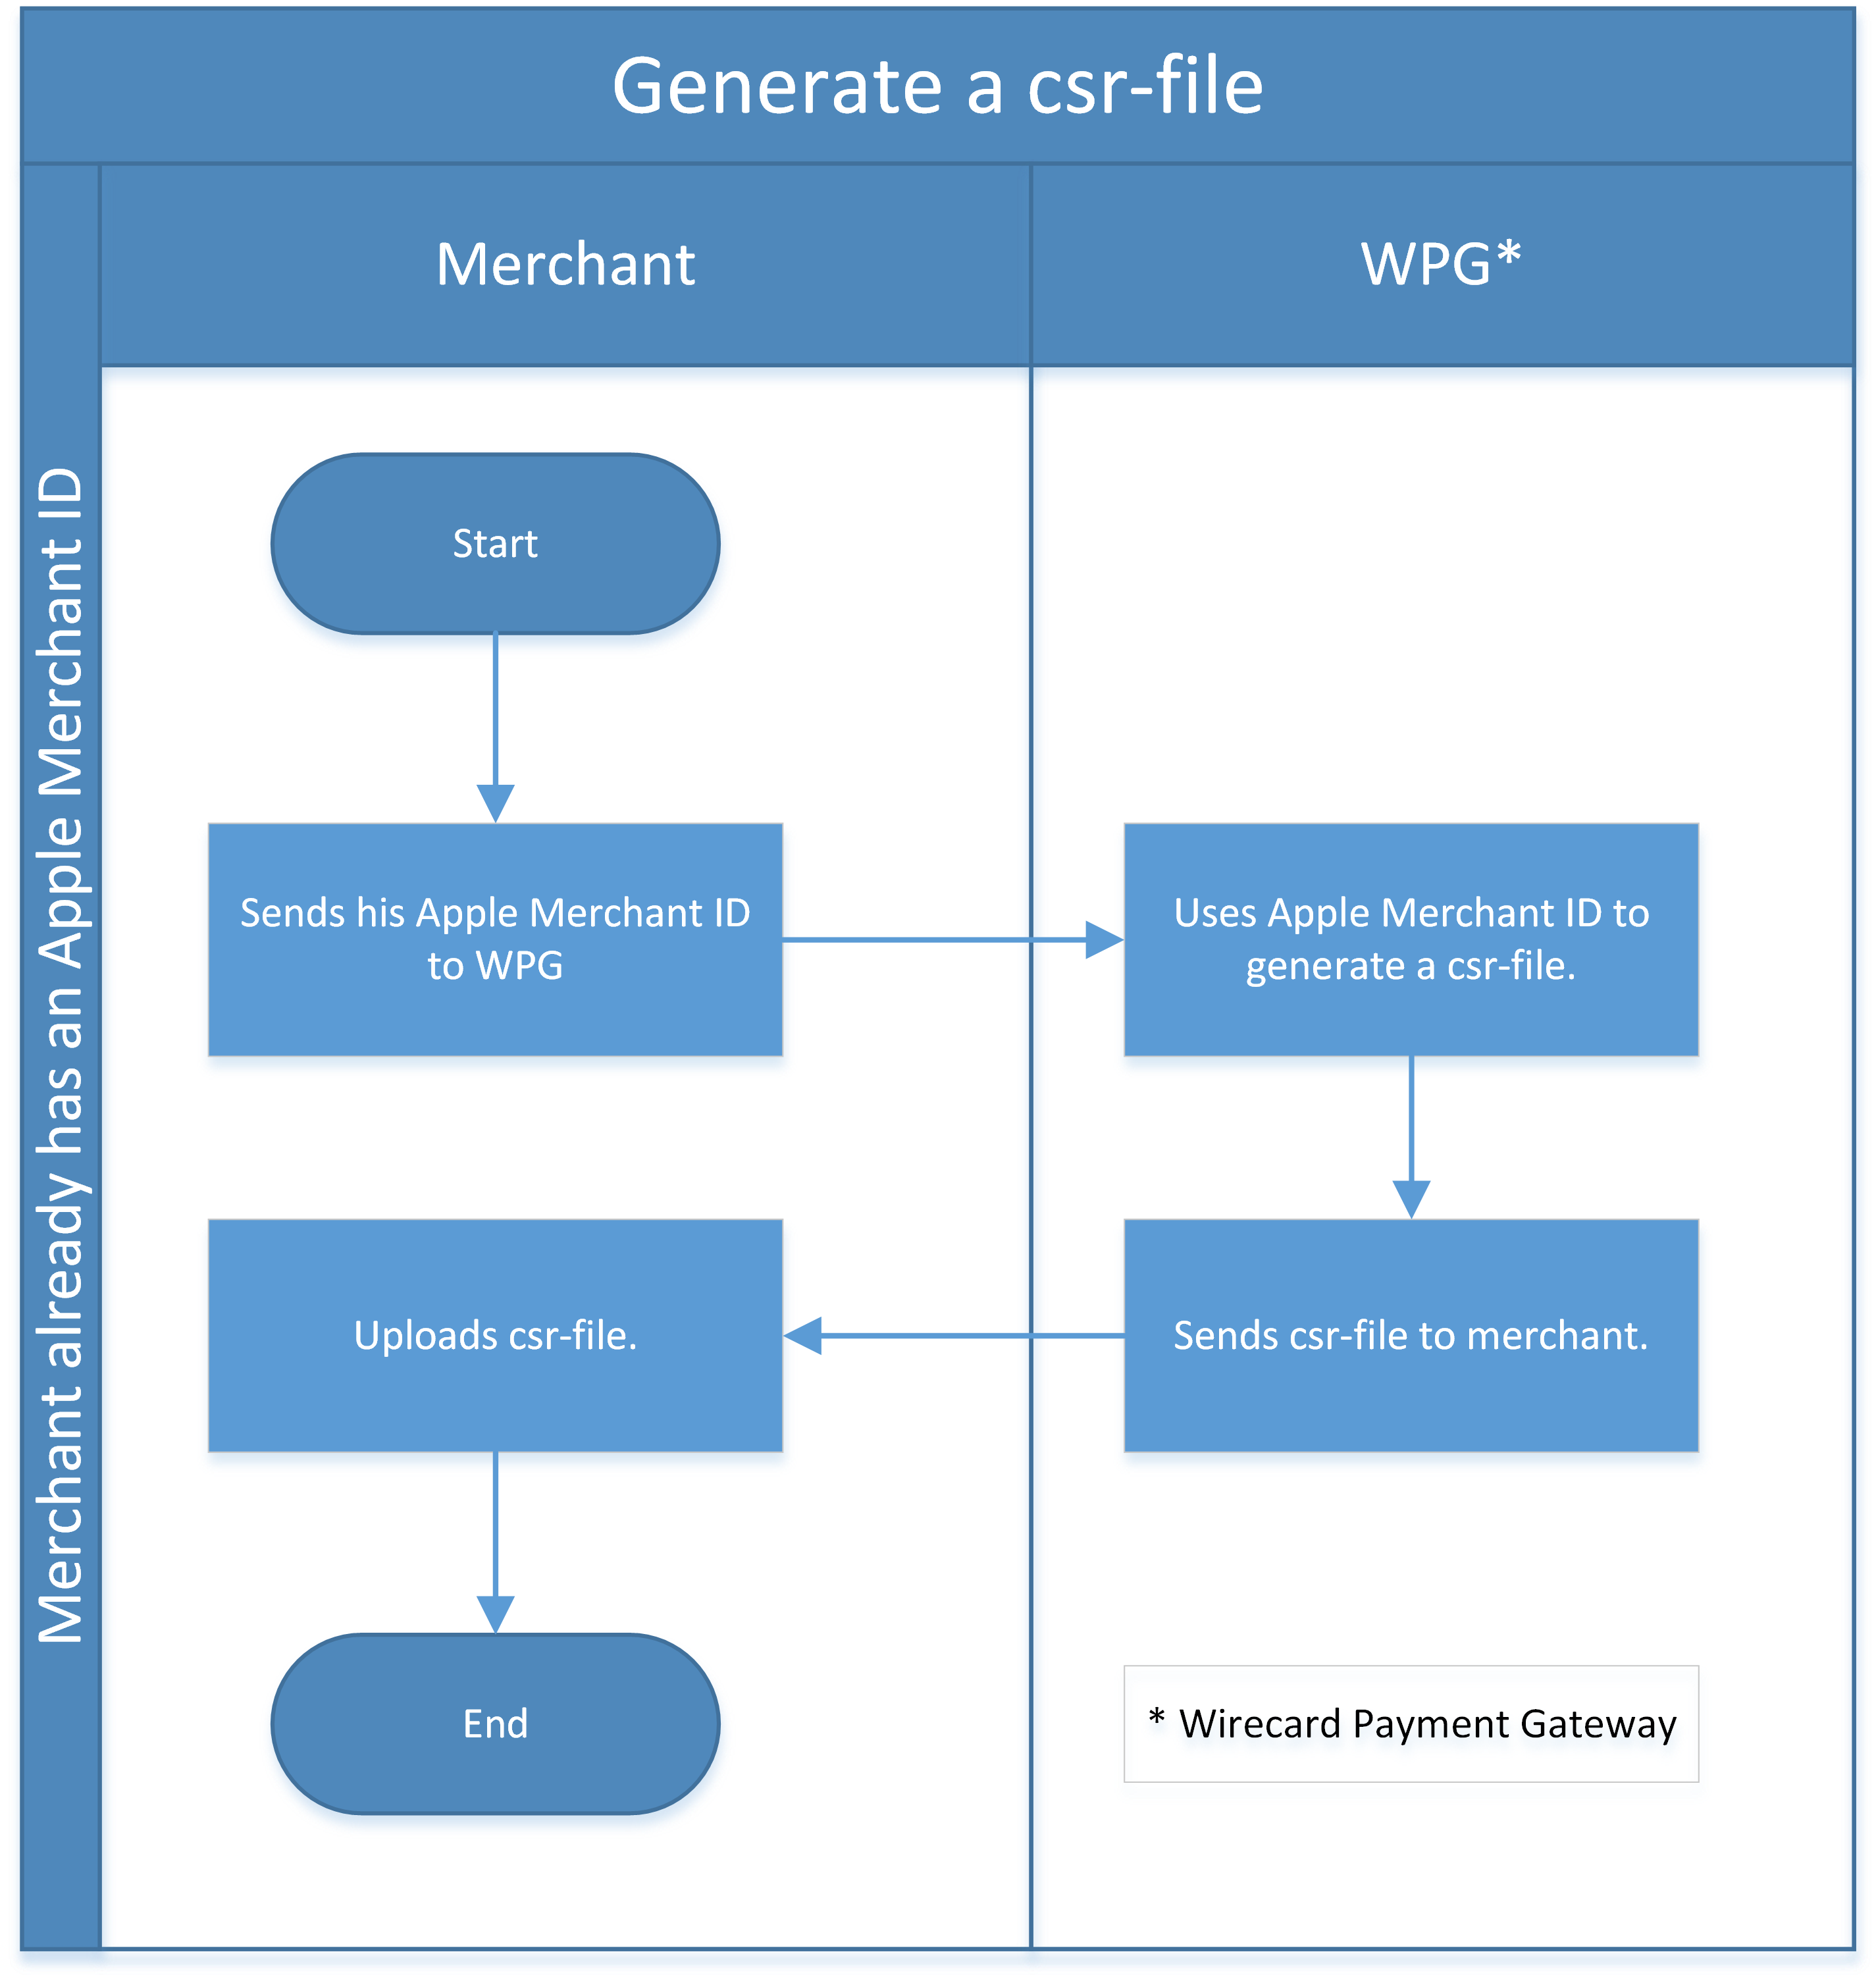 Generate a csr-file
Merchant
WPG*
Merchant already has an Apple Merchant ID
Start
Sends his Apple Merchant ID
to WPG
Uses Apple Merchant ID to
generate a csr-file.
Sends csr-file to merchant.
Uploads csr-file.
End
* Wirecard Payment Gateway